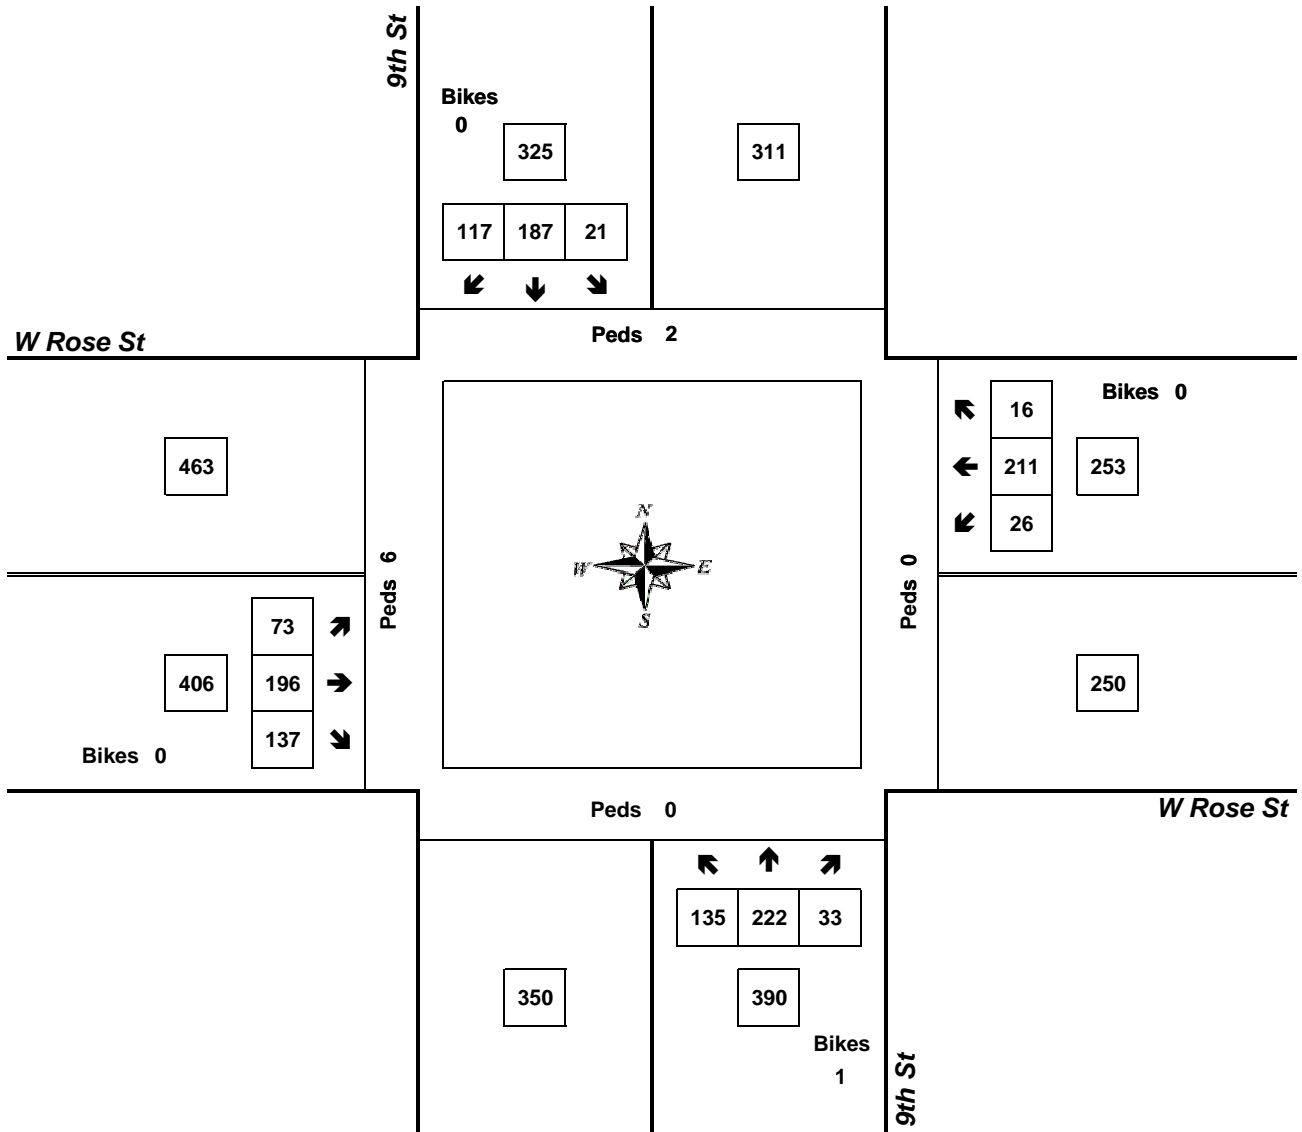 9th St
Bikes
0
325
311
117 187 21
W Rose St
Peds 2
Bikes 0
16
463
211
253
26
N
W E
S
Peds 6
Peds 0
73
406
196
250
137
Bikes 0
Peds 0
W Rose St
135 222 33
350
390
Bikes
1
9th St